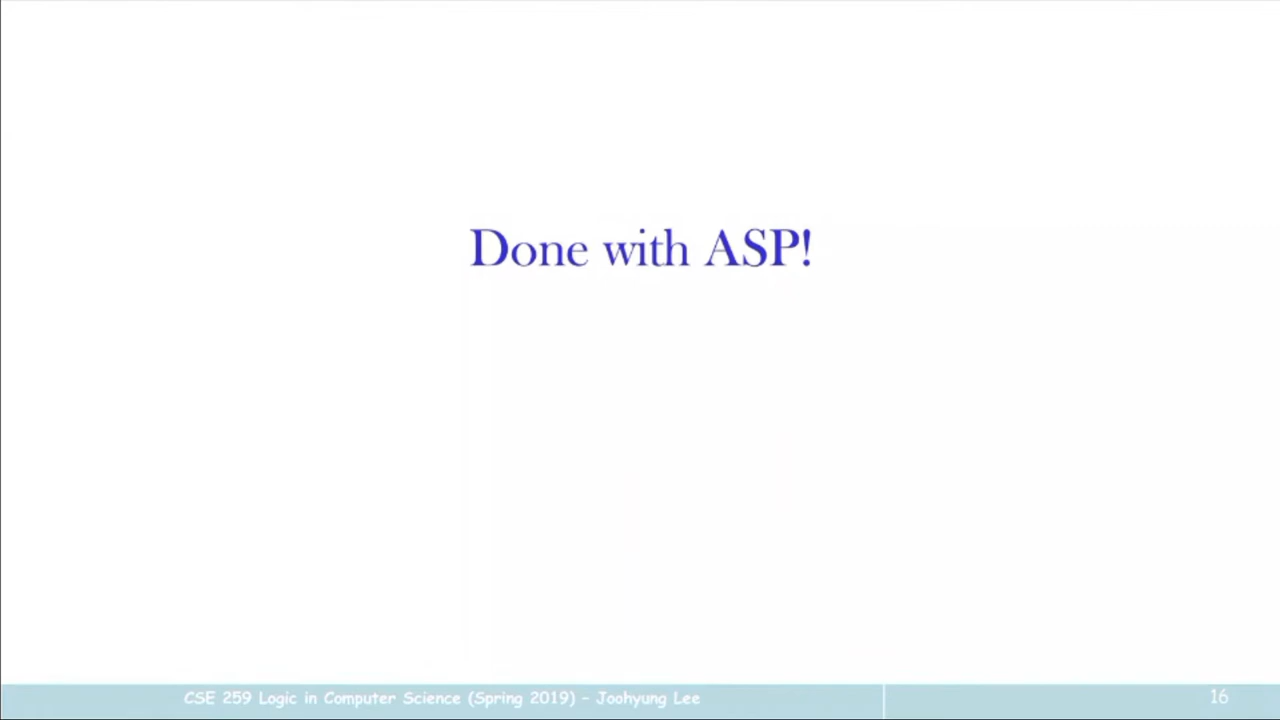 Done with ASP!
CSE 259 Logic in Computer Science (Spring 2019) – Joohyung Lee
16